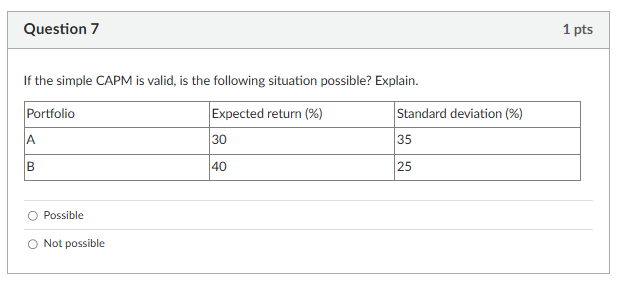 Question 7 1 pts
If the simple CAPM is valid, is the following situation possible? Explain.
Portfolio Expected return (%) Standard deviation (%)
A 30 35
B 40 25
Possible
Not possible